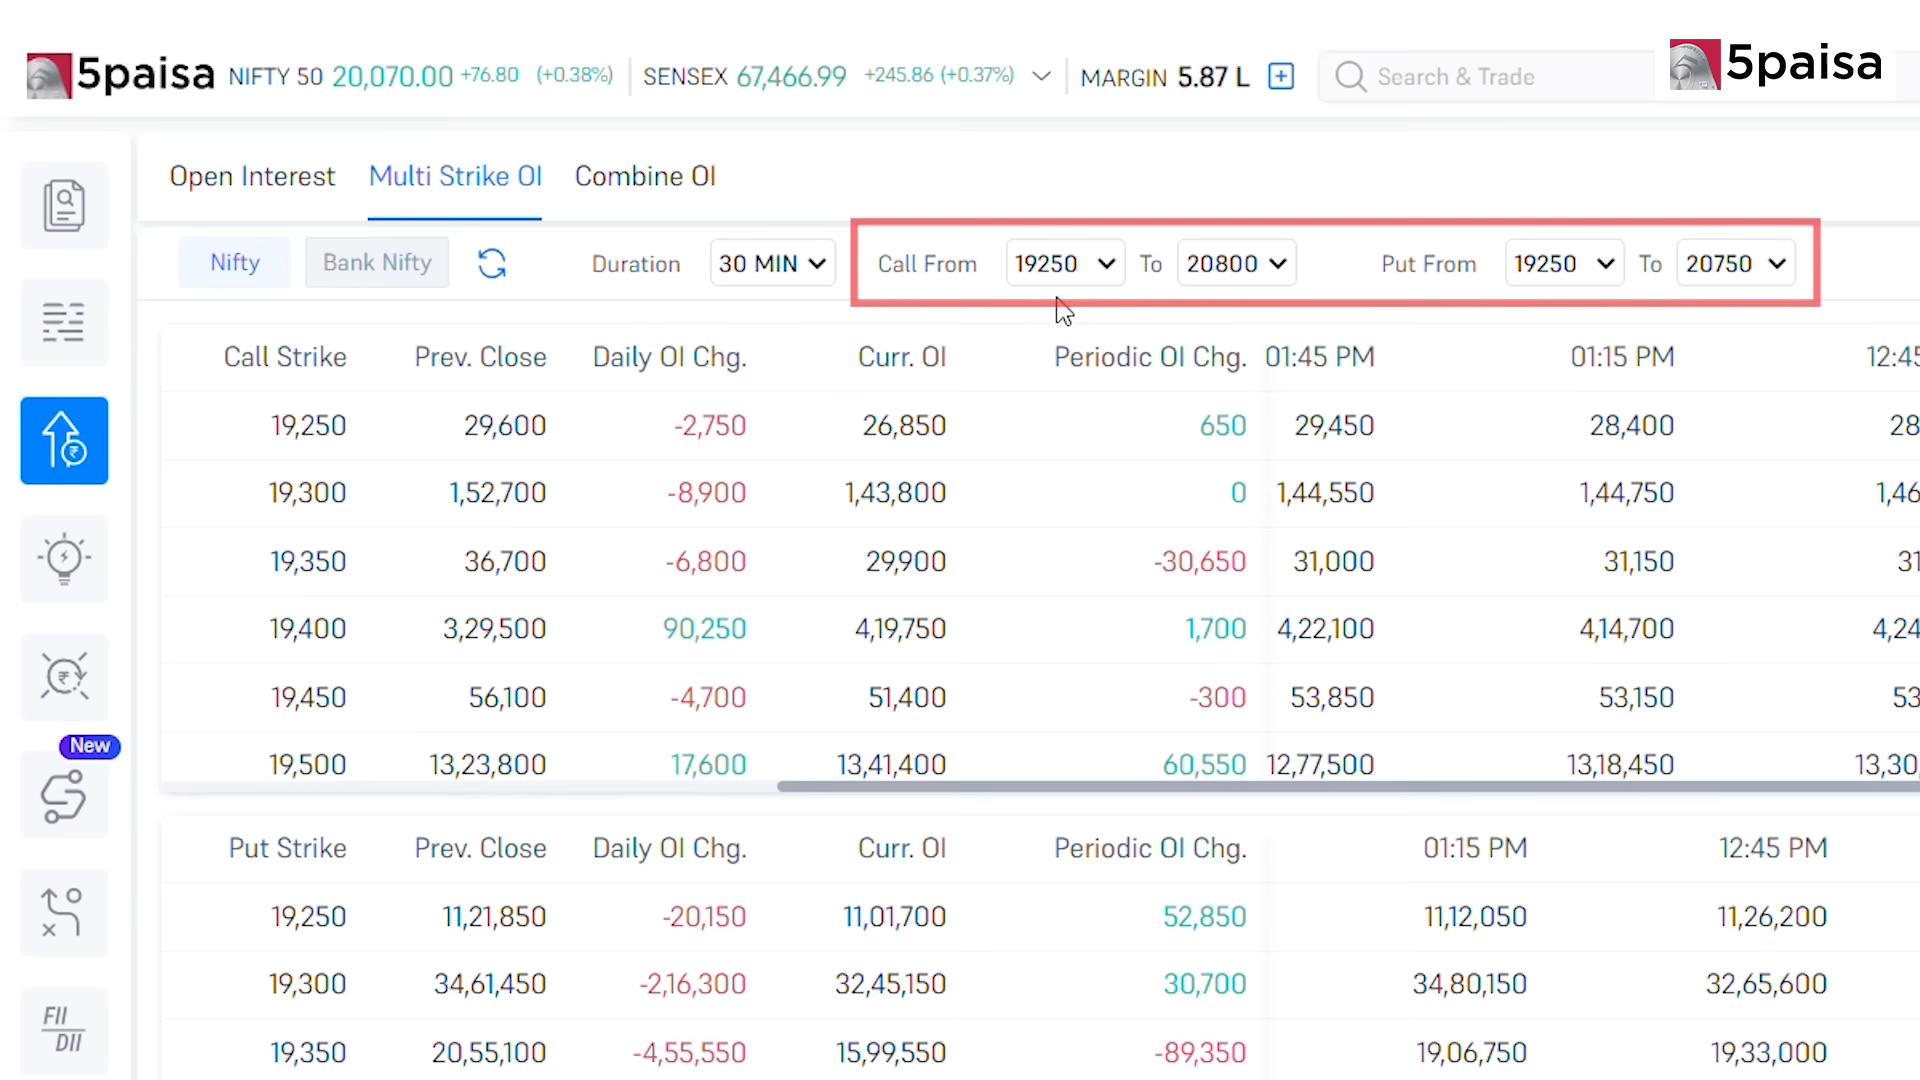 5paisa NIFTY 50 20,070.00 +76.80 (+0.38%) SENSEX 67,466.99 +245.86 (+0.37%) MARGIN 5.87 L Search & Trade 5paisa
Open Interest Multi Strike OI Combine OI
Nifty Bank Nifty Duration 30 MIN Call From 19250 To 20800 Put From 19250 To 20750
Call Strike Prev. Close Daily OI Chg. Curr. OI Periodic OI Chg. 01:45 PM 01:15 PM 12:45
19,250 29,600 -2,750 26,850 650 29,450 28,400 28
19,300 1,52,700 -8,900 1,43,800 0 1,44,550 1,44,750 1,46
19,350 36,700 -6,800 29,900 -30,650 31,000 31,150 31
19,400 3,29,500 90,250 4,19,750 1,700 4,22,100 4,14,700 4,24
19,450 56,100 -4,700 51,400 -300 53,850 53,150 53
19,500 13,23,800 17,600 13,41,400 60,550 12,77,500 13,18,450 13,30
New
Put Strike Prev. Close Daily OI Chg. Curr. OI Periodic OI Chg. 01:15 PM 12:45 PM
19,250 11,21,850 -20,150 11,01,700 52,850 11,12,050 11,26,200
19,300 34,61,450 -2,16,300 32,45,150 30,700 34,80,150 32,65,600
19,350 20,55,100 -4,55,550 15,99,550 -89,350 19,06,750 19,33,000
FII
DII